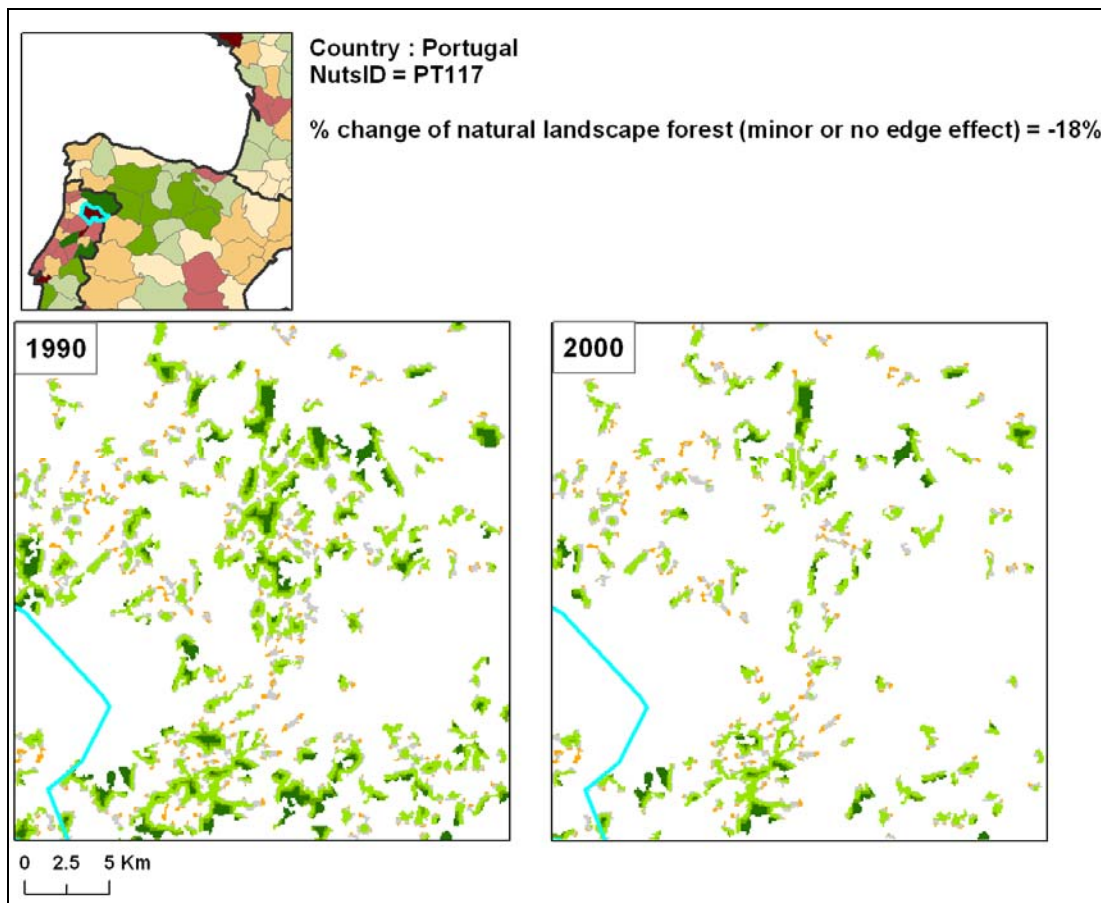 Country : Portugal
NutsID = PT117
% change of natural landscape forest (minor or no edge effect) = -18%
1990
2000
0 2.5 5 Km